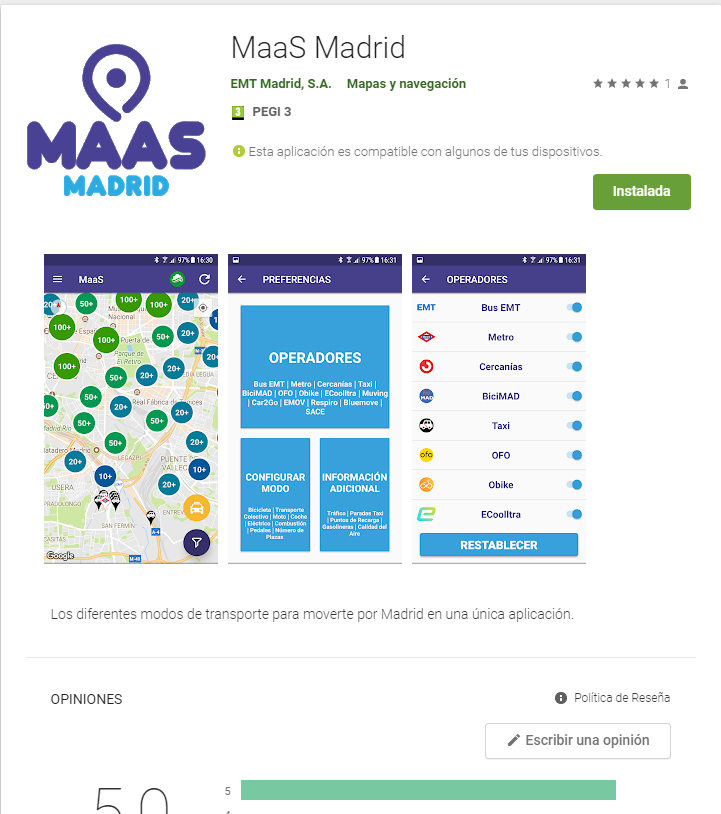 MaaS Madrid
EMT Madrid, S.A. Mapas y navegación
1
3 PEGI 3
Esta aplicación es compatible con algunos de tus dispositivos.
Instalada
MAAS
MADRID
97% 16:30
MaaS
20+
50+
100+
100+
20+
Nacional
100+
100+
50+
20+
Puerta de
Parque de
El Retiro
20+
100+
50+
20+
20+
50+
Real Fábrica de Tapices
50+
20+
20+
50+
Madrid Río
50+
20+
Matadero Madrid
20+
10+
10+
PUENTE DE
VALLEC
USERA
PRADOLONGO
SAN FERMÍN
A-4
M-40
Google
97% 16:31
PREFERENCIAS
OPERADORES
Bus EMT | Metro | Cercanías | Taxi |
BiciMAD | OFO | Obike | ECooltra | Muving
| Car2Go | EMOV | Respiro | Bluemove |
SACE
CONFIGURAR
MODO
Bicicleta | Transporte
Colectivo | Moto | Coche
| Eléctrico | Combustión
| Pedales | Número de
Plazas
INFORMACIÓN
ADICIONAL
Tráfico | Paradas Taxi
| Puntos de Recarga |
Gasolineras | Calidad del
Aire
97% 16:31
OPERADORES
EMT Bus EMT
Metro
Cercanías
MAD BiciMAD
Taxi
ofo OFO
Obike
ECoolltra
RESTABLECER
Los diferentes modos de transporte para moverte por Madrid en una única aplicación.
OPINIONES
Política de Reseña
Escribir una opinión
5,0
5